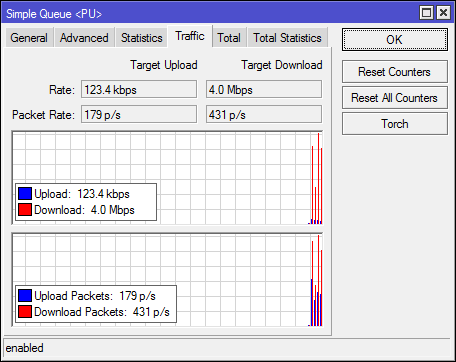 Simple Queue <PU>
General Advanced Statistics Traffic Total Total Statistics
OK
Reset Counters
Reset All Counters
Torch
Target Upload Target Download
Rate: 123.4 kbps 4.0 Mbps
Packet Rate: 179 p/s 431 p/s
Upload: 123.4 kbps
Download: 4.0 Mbps
Upload Packets: 179 p/s
Download Packets: 431 p/s
enabled